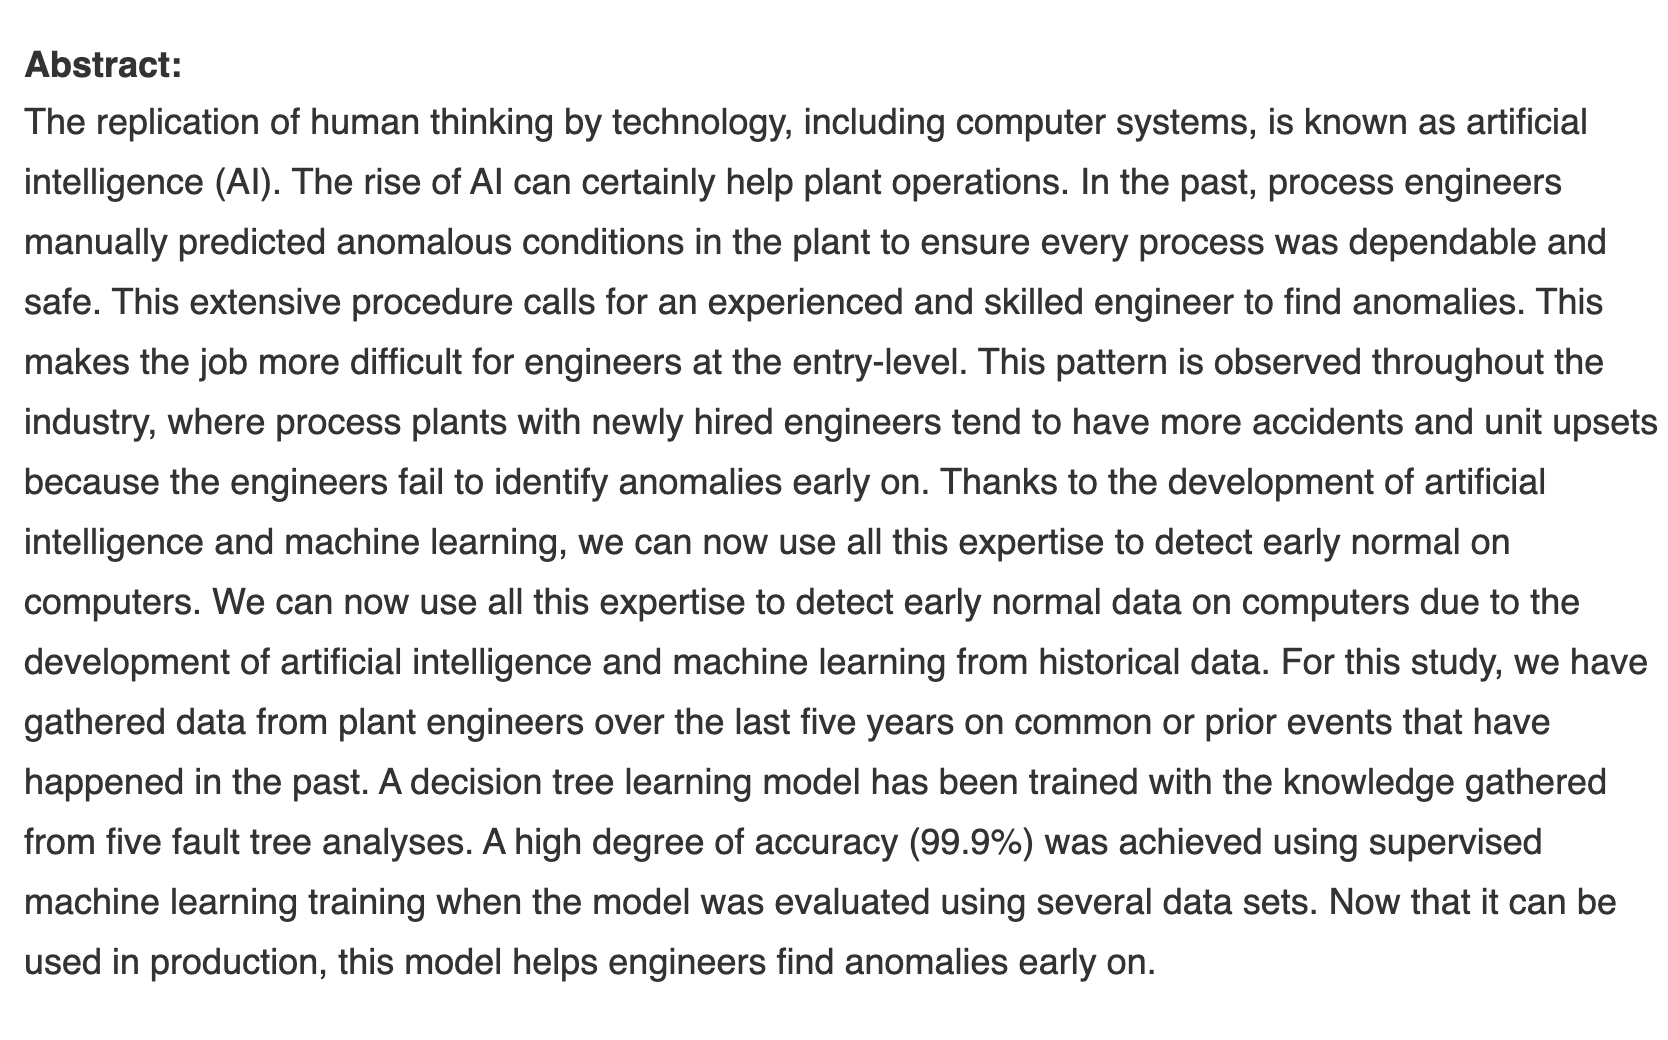 Abstract:
The replication of human thinking by technology, including computer systems, is known as artificial
intelligence (AI). The rise of AI can certainly help plant operations. In the past, process engineers
manually predicted anomalous conditions in the plant to ensure every process was dependable and
safe. This extensive procedure calls for an experienced and skilled engineer to find anomalies. This
makes the job more difficult for engineers at the entry-level. This pattern is observed throughout the
industry, where process plants with newly hired engineers tend to have more accidents and unit upsets
because the engineers fail to identify anomalies early on. Thanks to the development of artificial
intelligence and machine learning, we can now use all this expertise to detect early normal on
computers. We can now use all this expertise to detect early normal data on computers due to the
development of artificial intelligence and machine learning from historical data. For this study, we have
gathered data from plant engineers over the last five years on common or prior events that have
happened in the past. A decision tree learning model has been trained with the knowledge gathered
from five fault tree analyses. A high degree of accuracy (99.9%) was achieved using supervised
machine learning training when the model was evaluated using several data sets. Now that it can be
used in production, this model helps engineers find anomalies early on.